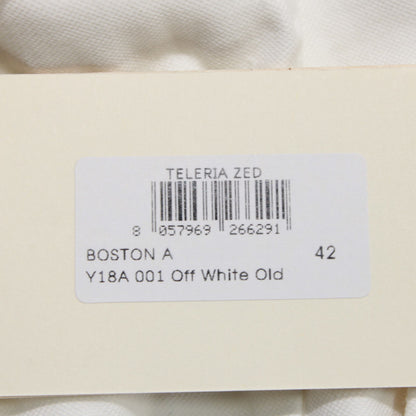 TELERIA ZED
8 057969 266291
BOSTON A 42
Y18A 001 Off White Old